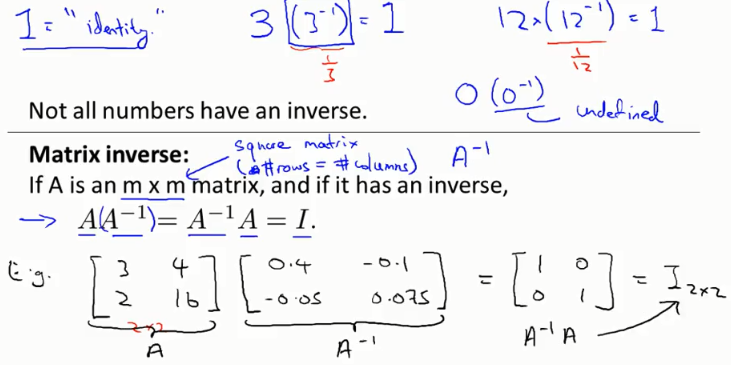 1 = "identity."
3 (3⁻¹) = 1
1/3
12 × (12⁻¹) = 1
1/12
0 (0⁻¹)
undefined
Not all numbers have an inverse.
Matrix inverse:
square matrix
(#rows = #columns)
A⁻¹
If A is an m x m matrix, and if it has an inverse,
→ A(A⁻¹) = A⁻¹A = I.
E.g. [3 4; 2 16] [0.4 -0.1; -0.05 0.075] = [1 0; 0 1] = I₂ₓ₂
2×2
A
A⁻¹
A⁻¹A